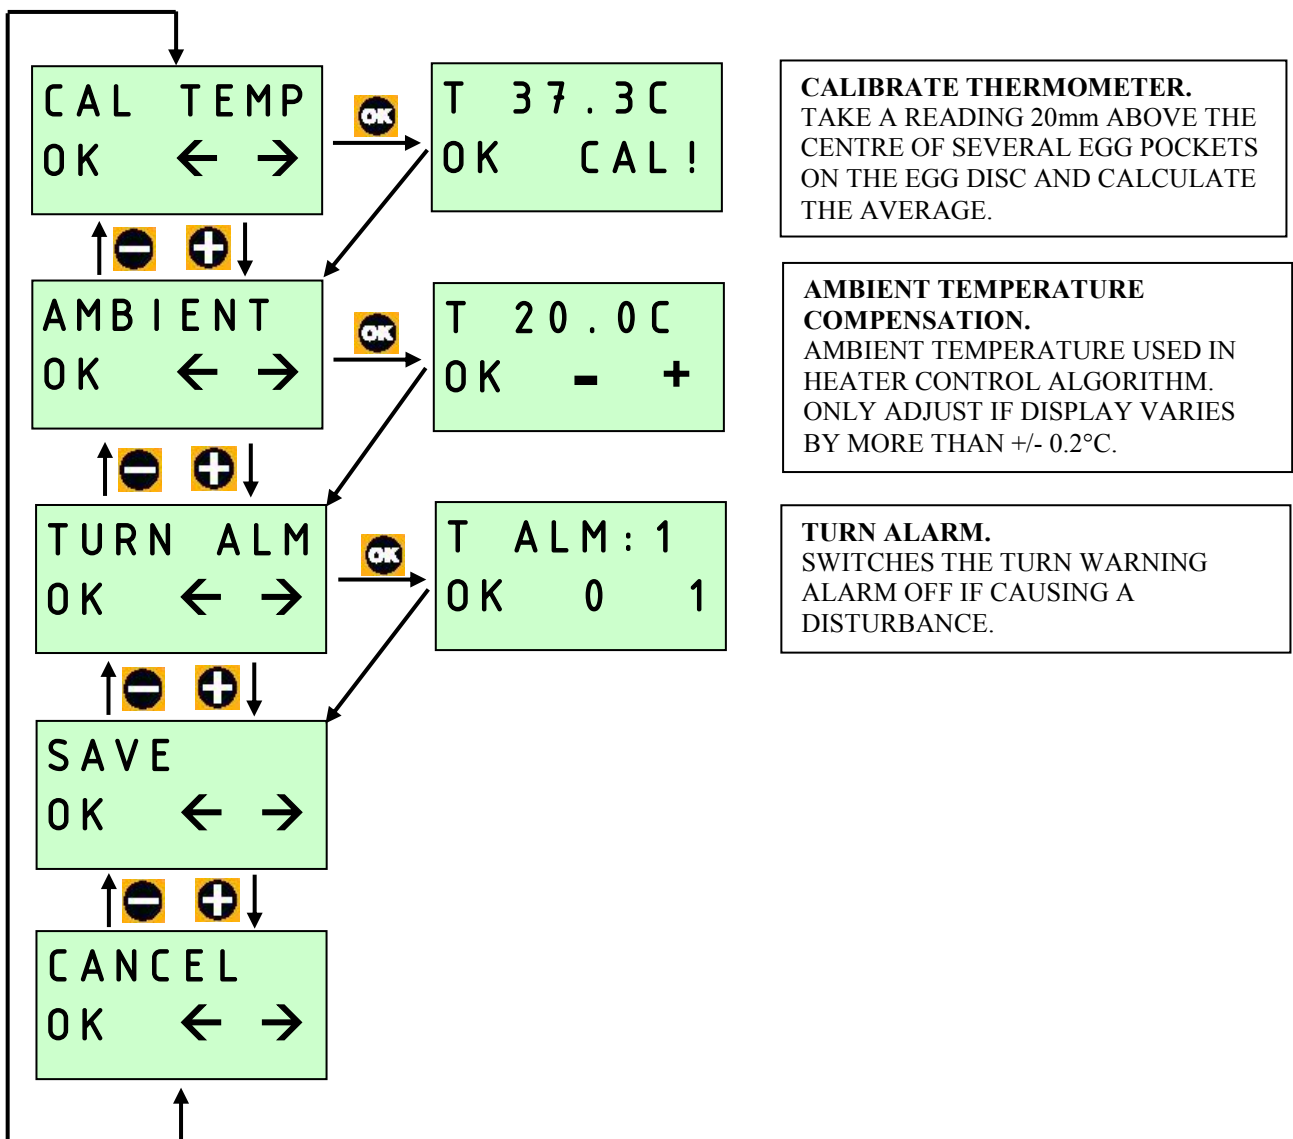 CAL TEMP
OK ← →
OK
T 37.3C
OK CAL!
CALIBRATE THERMOMETER.
TAKE A READING 20mm ABOVE THE
CENTRE OF SEVERAL EGG POCKETS
ON THE EGG DISC AND CALCULATE
THE AVERAGE.
AMBIENT
OK ← →
OK
T 20.0C
OK - +
AMBIENT TEMPERATURE
COMPENSATION.
AMBIENT TEMPERATURE USED IN
HEATER CONTROL ALGORITHM.
ONLY ADJUST IF DISPLAY VARIES
BY MORE THAN +/- 0.2°C.
TURN ALM
OK ← →
OK
T ALM:1
OK 0 1
TURN ALARM.
SWITCHES THE TURN WARNING
ALARM OFF IF CAUSING A
DISTURBANCE.
SAVE
OK ← →
CANCEL
OK ← →